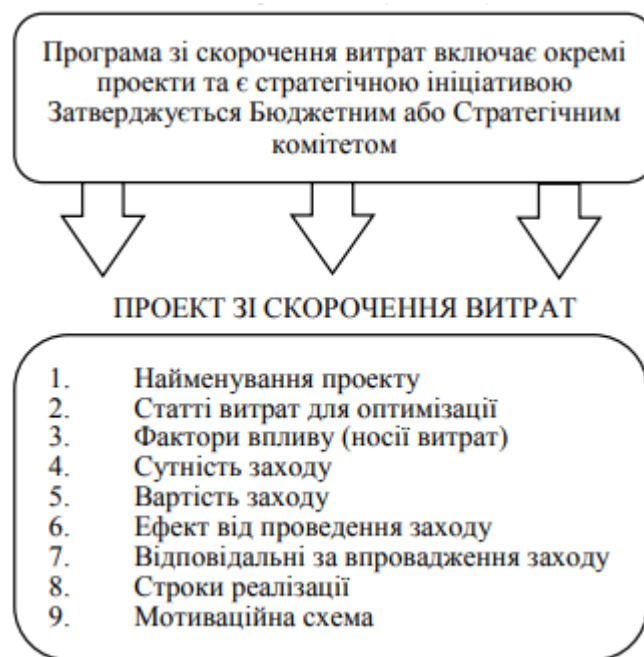 Програма зі скорочення витрат включає окремі
проекти та є стратегічною ініціативою
Затверджується Бюджетним або Стратегічним
комітетом
ПРОЕКТ ЗІ СКОРОЧЕННЯ ВИТРАТ
1. Найменування проекту
2. Статті витрат для оптимізації
3. Фактори впливу (носії витрат)
4. Сутність заходу
5. Вартість заходу
6. Ефект від проведення заходу
7. Відповідальні за впровадження заходу
8. Строки реалізації
9. Мотиваційна схема